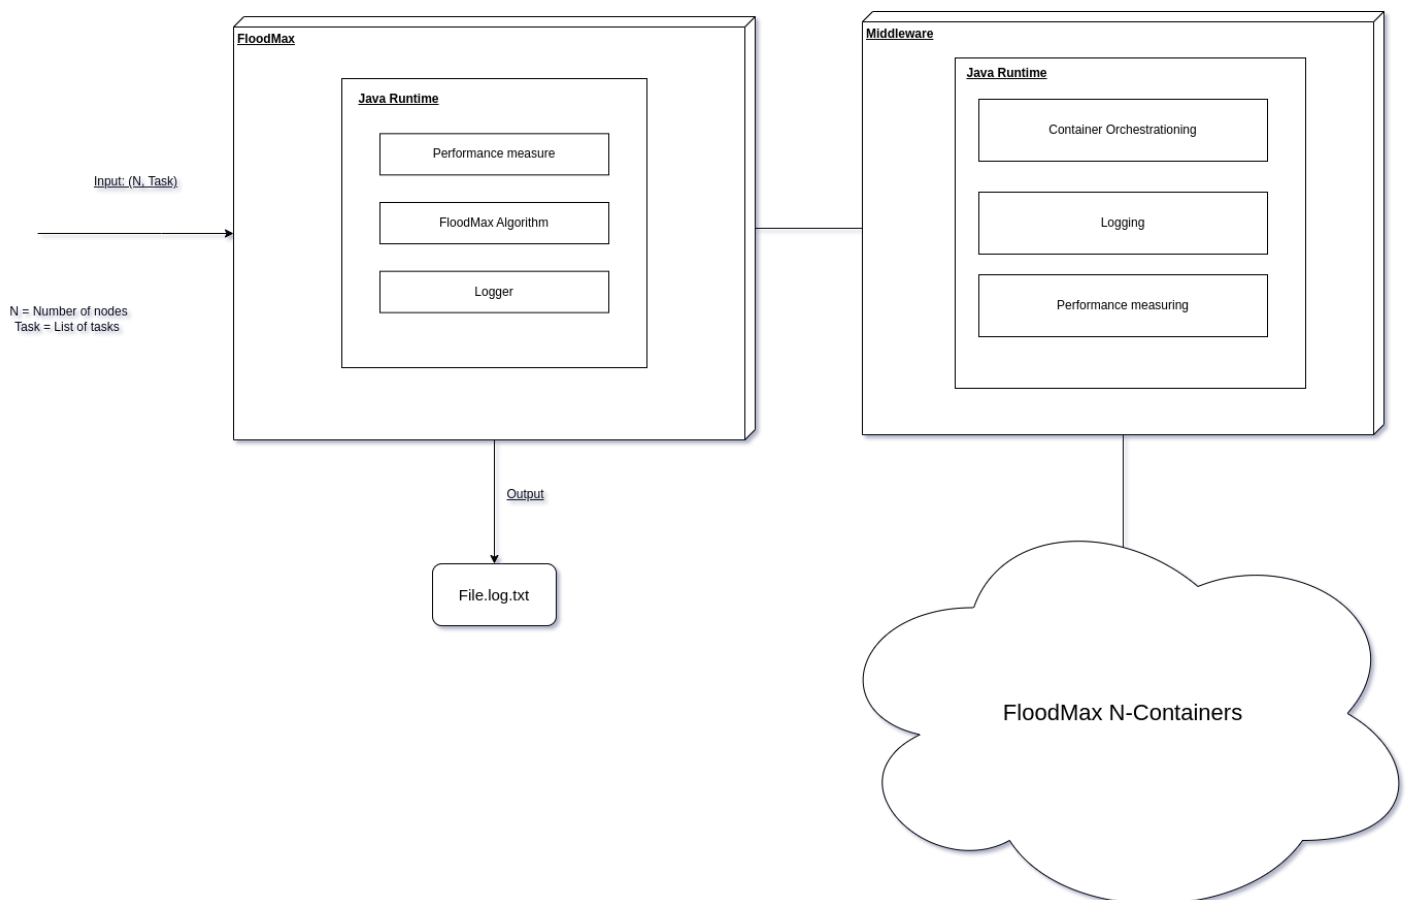 FloodMax
Java Runtime
Performance measure
FloodMax Algorithm
Logger
Input: (N, Task)
N = Number of nodes
Task = List of tasks
Output
File.log.txt
Middleware
Java Runtime
Container Orchestrationing
Logging
Performance measuring
FloodMax N-Containers